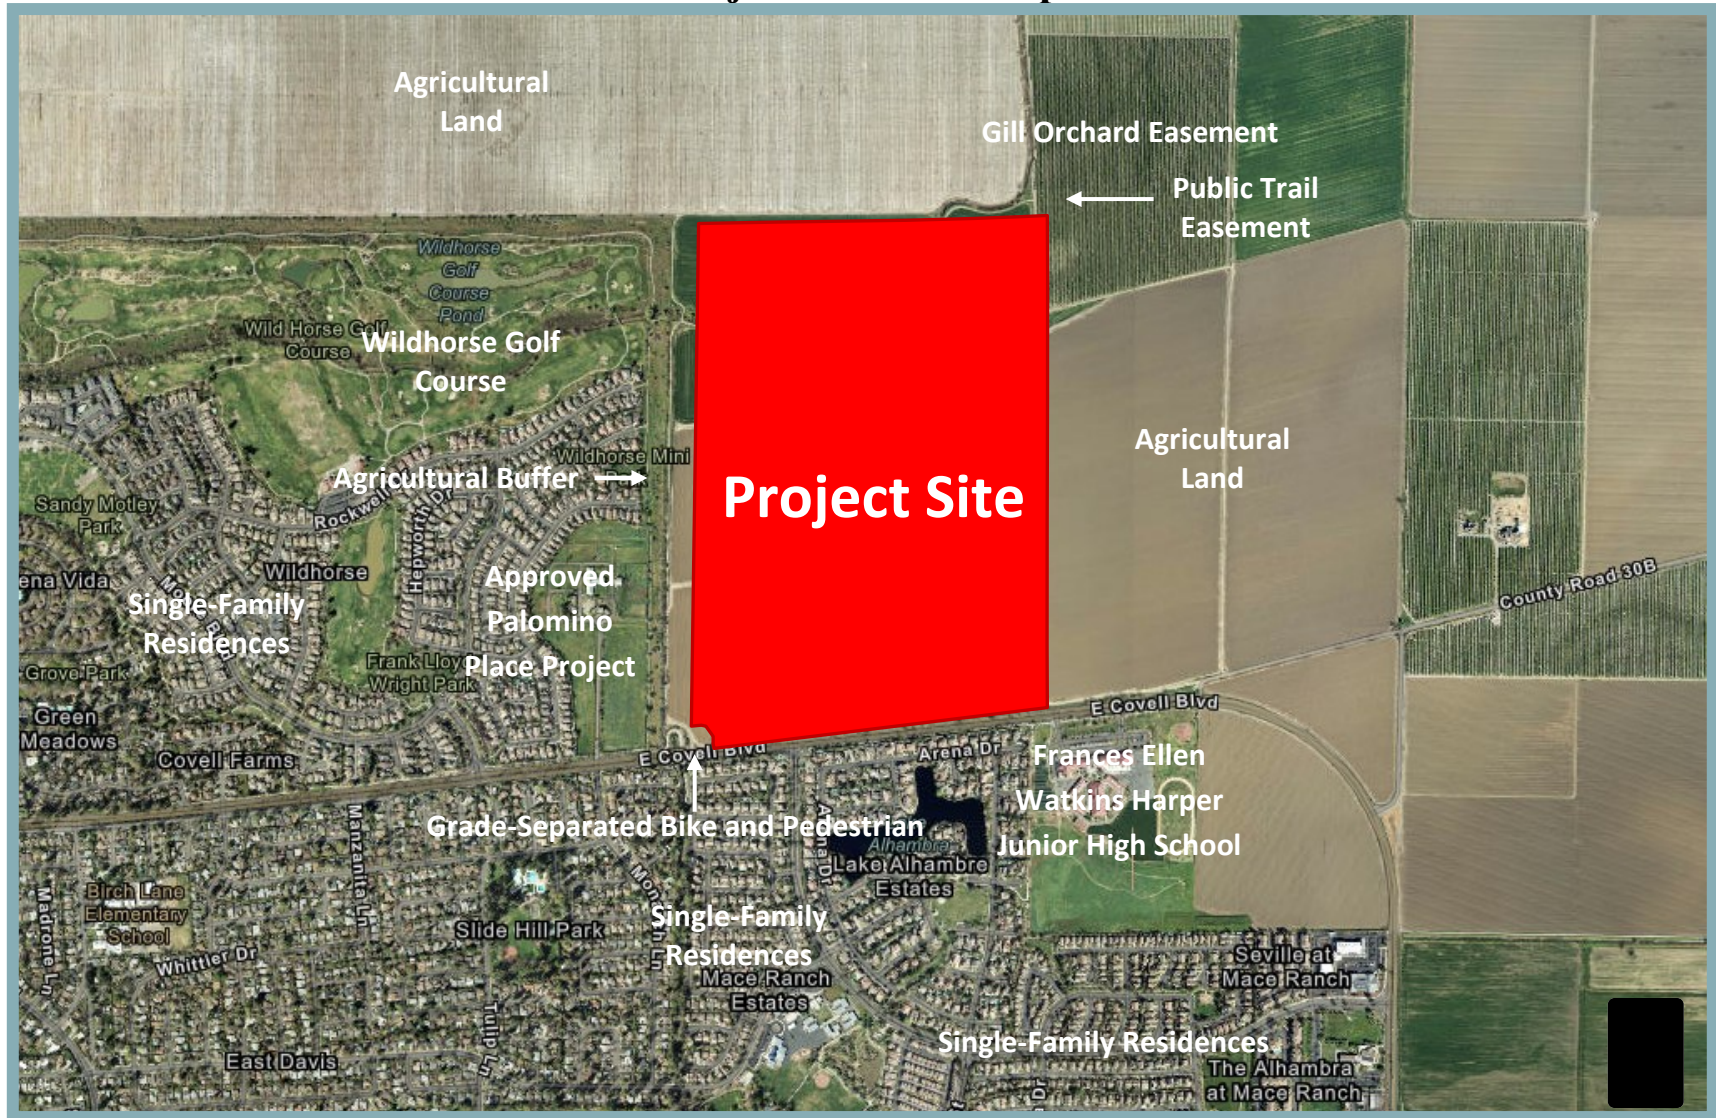 Agricultural
Land
Gill Orchard Easement
Public Trail
Easement
Wildhorse
Golf
Course
Pond
Wild Horse Golf
Course
Wildhorse Golf
Course
Agricultural
Land
Wildhorse Mini
Agricultural Buffer
Project Site
Sandy Motley
Park
Rockwell
Hepworth Dr
Wildhorse
Approved
Palomino
Place Project
County Road 30B
Single-Family
Residences
Grove Park
Frank Lloyd
Wright Park
Green
Meadows
Covell Farms
E Covell Blvd
E Covell Blvd
Arena Dr
Frances Ellen
Watkins Harper
Junior High School
Grade-Separated Bike and Pedestrian
Manzanita Ln
Arena Dr
Alhambra
Lake Alhambre
Estates
Birch Lane
Elementary
School
Madrone Ln
Slide Hill Park
Single-Family
Residences
Whittier Dr
Mace Ranch
Estates
Seville at
Mace Ranch
Tulip Ln
East Davis
Single-Family Residences
The Alhambra
at Mace Ranch
Dr